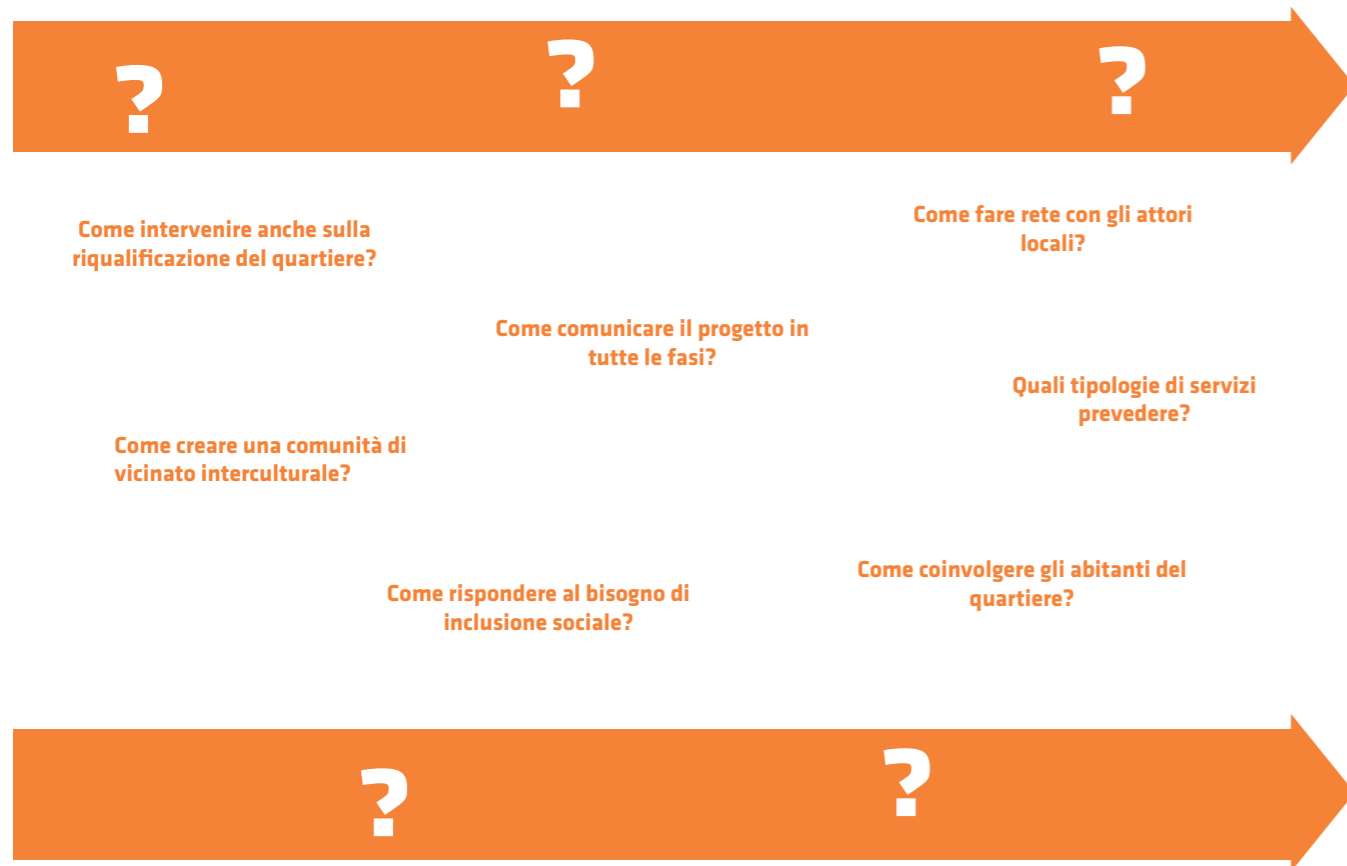 ?
?
?
Come intervenire anche sulla
riqualificazione del quartiere?
Come fare rete con gli attori
locali?
Come comunicare il progetto in
tutte le fasi?
Quali tipologie di servizi
prevedere?
Come creare una comunità di
vicinato interculturale?
Come rispondere al bisogno di
inclusione sociale?
Come coinvolgere gli abitanti del
quartiere?
?
?